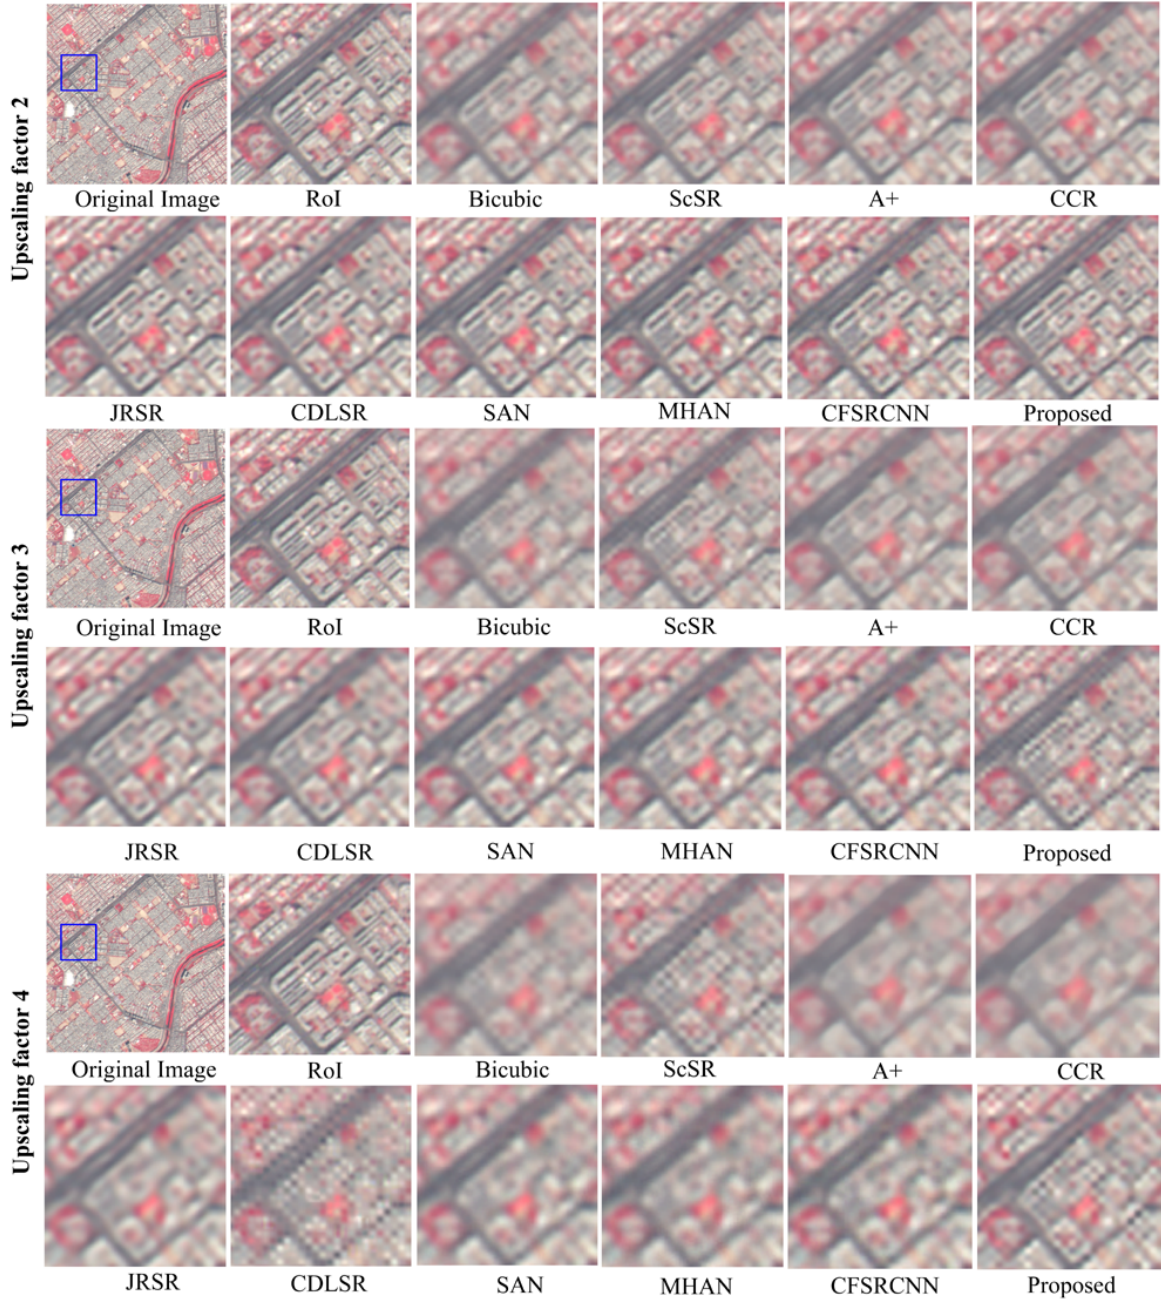 Upscaling factor 2
Original Image RoI Bicubic ScSR A+ CCR
JRSR CDLSR SAN MHAN CFSRCNN Proposed
Upscaling factor 3
Original Image RoI Bicubic ScSR A+ CCR
JRSR CDLSR SAN MHAN CFSRCNN Proposed
Upscaling factor 4
Original Image RoI Bicubic ScSR A+ CCR
JRSR CDLSR SAN MHAN CFSRCNN Proposed